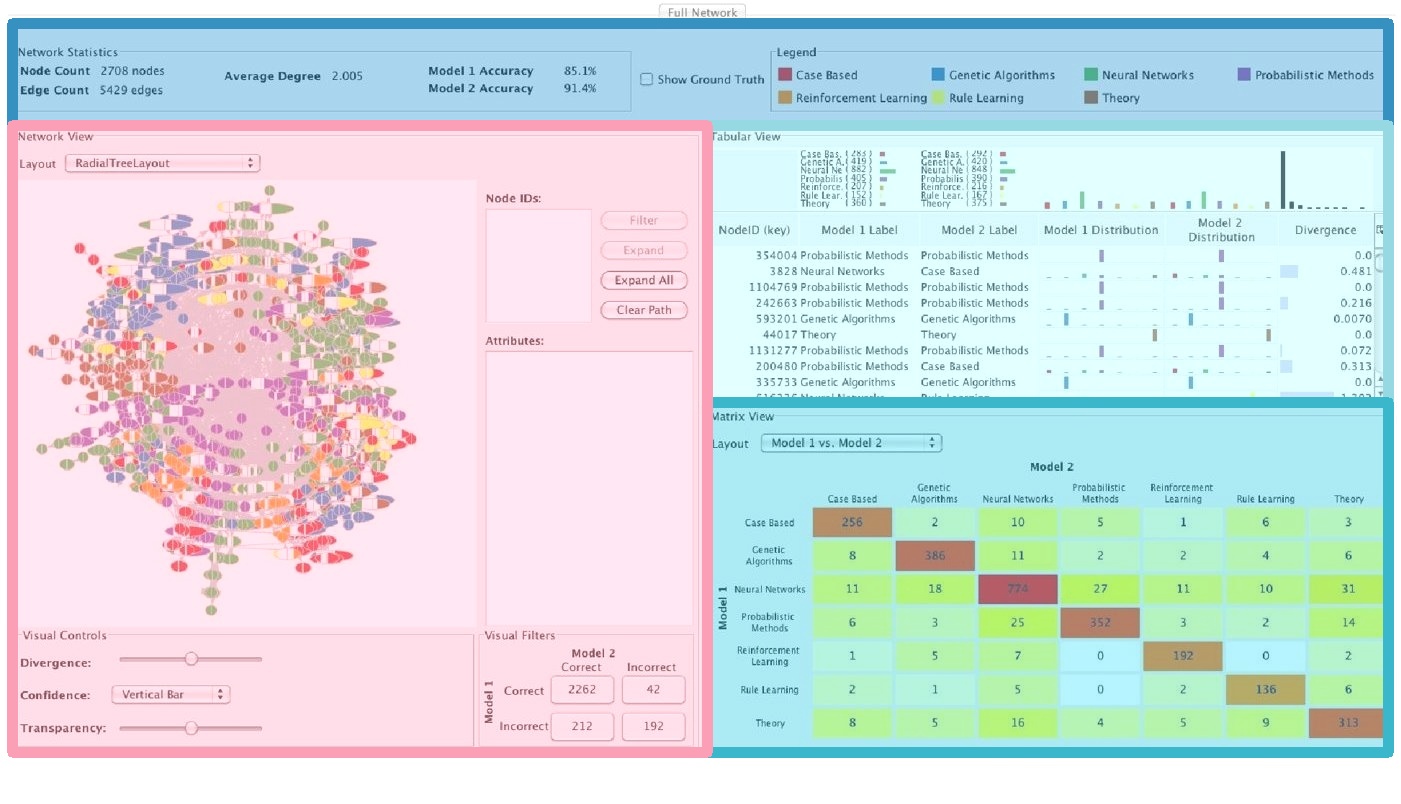 Full Network
Network Statistics
Node Count 2708 nodes
Edge Count 5429 edges
Average Degree 2.005
Model 1 Accuracy 85.1%
Model 2 Accuracy 91.4%
Show Ground Truth
Legend
Case Based Genetic Algorithms Neural Networks Probabilistic Methods
Reinforcement Learning Rule Learning Theory
Network View
Layout RadialTreeLayout
Node IDs:
Filter
Expand
Expand All
Clear Path
Attributes:
Visual Controls
Divergence:
Confidence: Vertical Bar
Transparency:
Visual Filters
Model 2
Correct Incorrect
Model 1
Correct 2262 42
Incorrect 212 192
Tabular View
Case Bas. (283) Case Bas. (292)
Genetic A. (419) Genetic A. (420)
Neural Ne (882) Neural Ne (848)
Probabilis (405) Probabilis (390)
Reinforce. (207) Reinforce. (216)
Rule Lear. (152) Rule Lear. (167)
Theory (360) Theory (375)
NodeID (key) Model 1 Label Model 2 Label Model 1 Distribution Model 2 Distribution Divergence
354004 Probabilistic Methods Probabilistic Methods 0.0
3828 Neural Networks Case Based 0.481
1104769 Probabilistic Methods Probabilistic Methods 0.0
242663 Probabilistic Methods Probabilistic Methods 0.216
593201 Genetic Algorithms Genetic Algorithms 0.0070
44017 Theory Theory 0.0
1131277 Probabilistic Methods Probabilistic Methods 0.072
200480 Probabilistic Methods Case Based 0.313
335733 Genetic Algorithms Genetic Algorithms 0.0
Matrix View
Layout Model 1 vs. Model 2
Model 2
Case Based Genetic Algorithms Neural Networks Probabilistic Methods Reinforcement Learning Rule Learning Theory
Model 1
Case Based 256 2 10 5 1 6 3
Genetic Algorithms 8 386 11 2 2 4 6
Neural Networks 11 18 774 27 11 10 31
Probabilistic Methods 6 3 25 352 3 2 14
Reinforcement Learning 1 5 7 0 192 0 2
Rule Learning 2 1 5 0 2 136 6
Theory 8 5 16 4 5 9 313